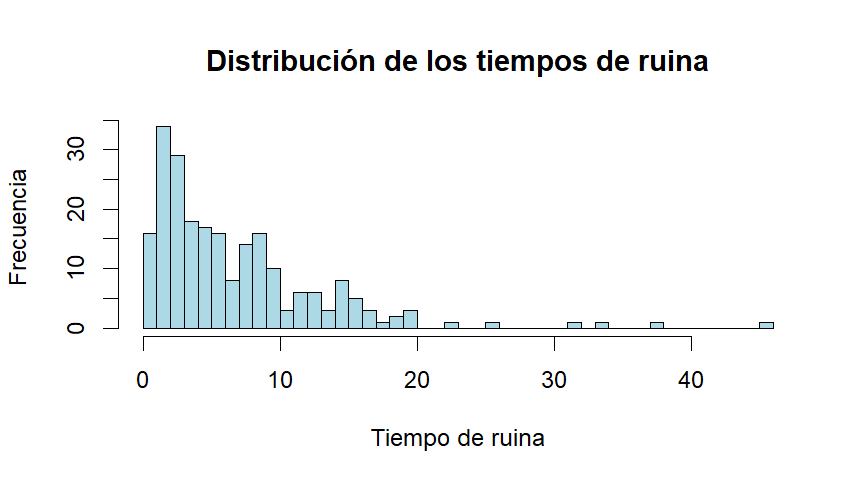 Distribución de los tiempos de ruina
Frecuencia
30
20
10
0
0 10 20 30 40
Tiempo de ruina